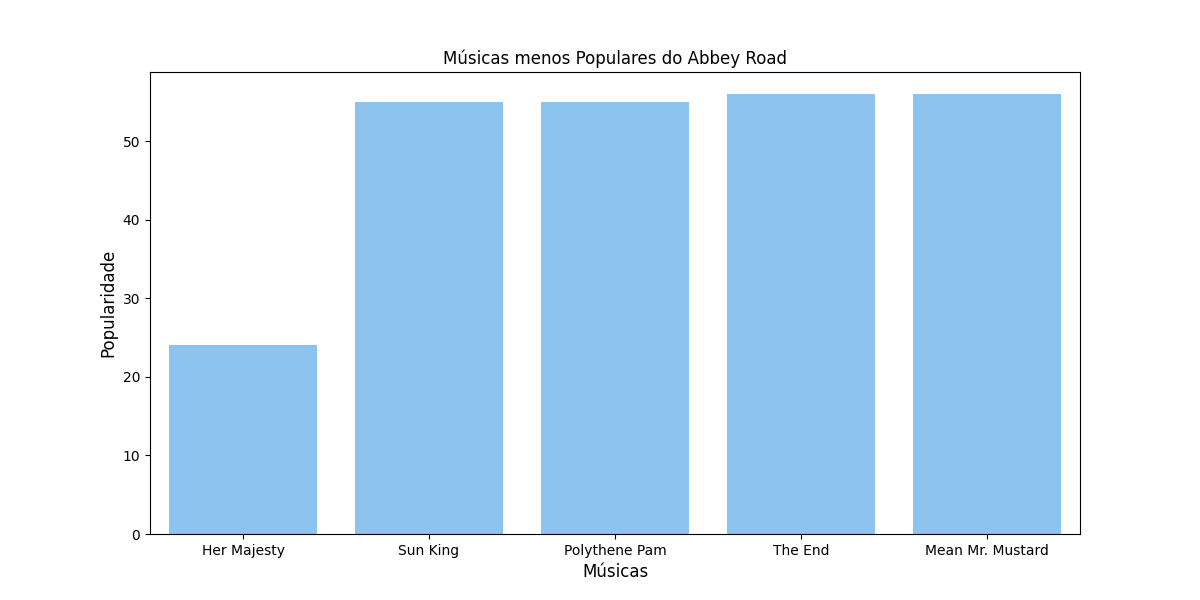 Músicas menos Populares do Abbey Road
Popularidade
50
40
30
20
10
0
Her Majesty Sun King Polythene Pam The End Mean Mr. Mustard
Músicas